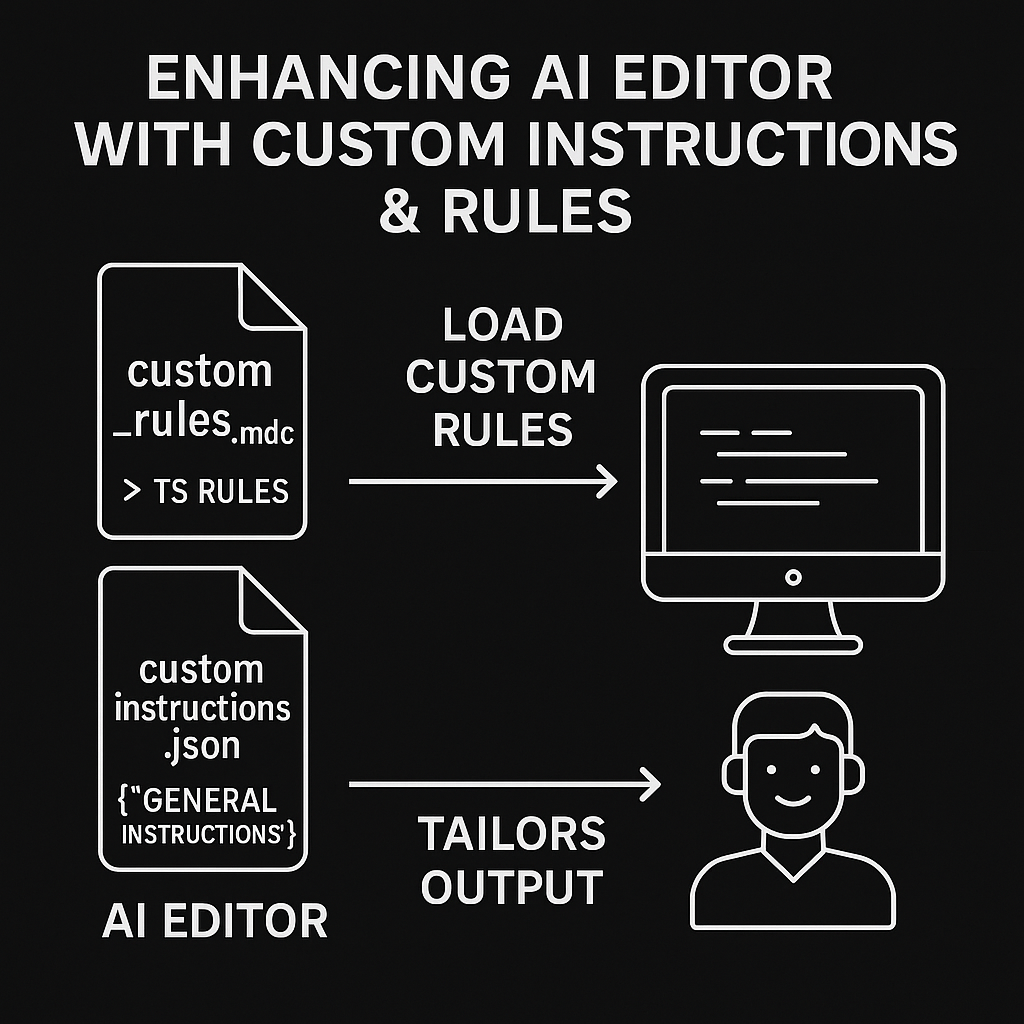 ENHANCING AI EDITOR
WITH CUSTOM INSTRUCTIONS
& RULES
custom
_rules.mdc
> TS RULES
LOAD
CUSTOM
RULES
custom
instructions
.json
{"GENERAL
INSTRUCTIONS'}
TAILORS
OUTPUT
AI EDITOR